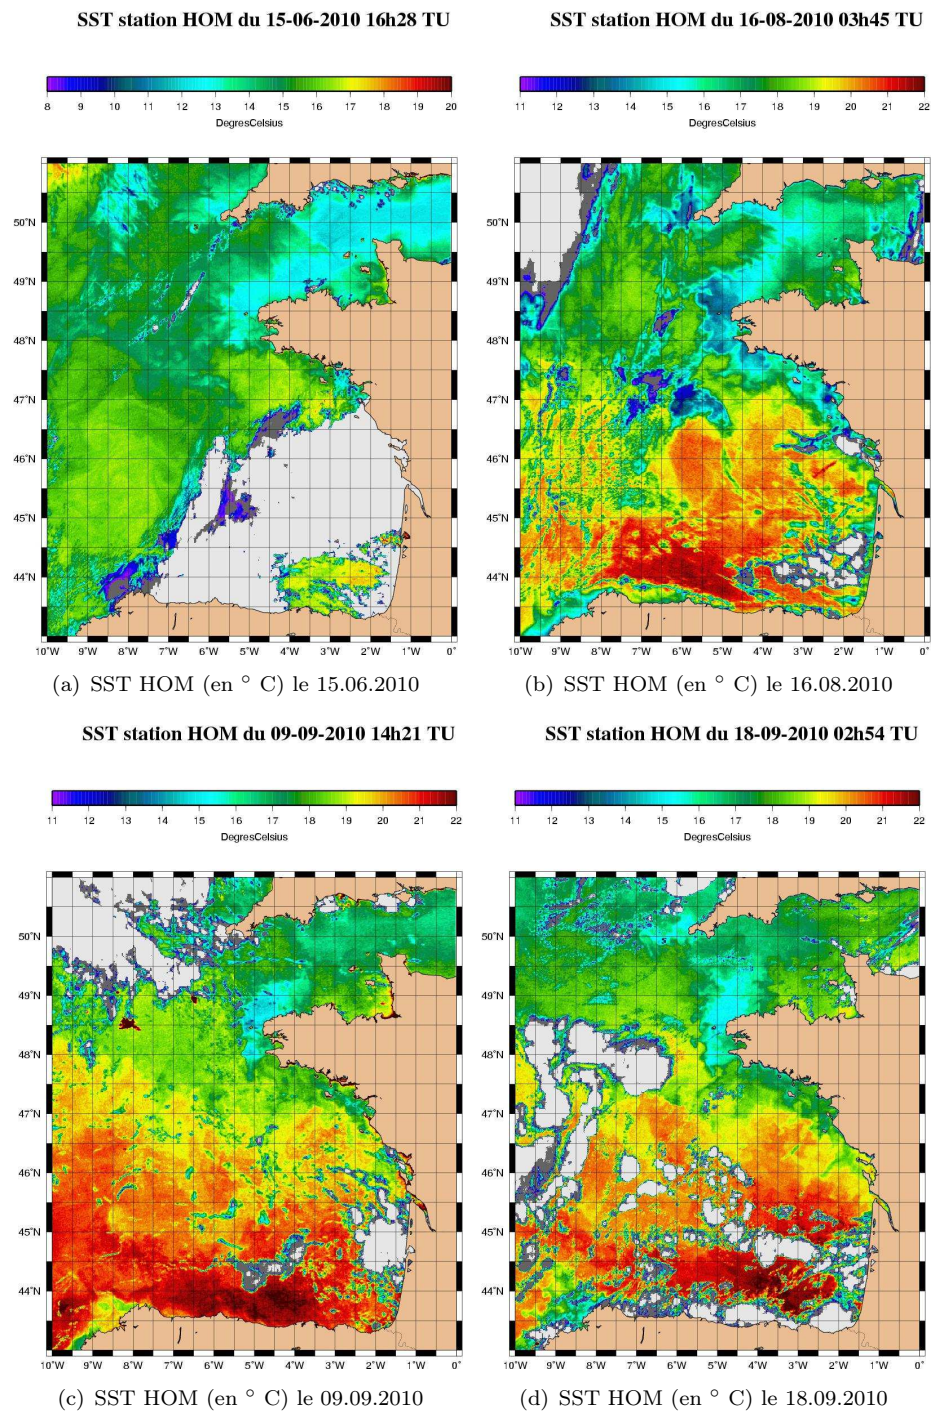 SST station HOM du 15-06-2010 16h28 TU
8 9 10 11 12 13 14 15 16 17 18 19 20
DegresCelsius
50°N
49°N
48°N
47°N
46°N
45°N
44°N
10°W 9°W 8°W 7°W 6°W 5°W 4°W 3°W 2°W 1°W 0°
(a) SST HOM (en ° C) le 15.06.2010
SST station HOM du 16-08-2010 03h45 TU
11 12 13 14 15 16 17 18 19 20 21 22
DegresCelsius
50°N
49°N
48°N
47°N
46°N
45°N
44°N
10°W 9°W 8°W 7°W 6°W 5°W 4°W 3°W 2°W 1°W 0°
(b) SST HOM (en ° C) le 16.08.2010
SST station HOM du 09-09-2010 14h21 TU
11 12 13 14 15 16 17 18 19 20 21 22
DegresCelsius
50°N
49°N
48°N
47°N
46°N
45°N
44°N
10°W 9°W 8°W 7°W 6°W 5°W 4°W 3°W 2°W 1°W 0°
(c) SST HOM (en ° C) le 09.09.2010
SST station HOM du 18-09-2010 02h54 TU
11 12 13 14 15 16 17 18 19 20 21 22
DegresCelsius
50°N
49°N
48°N
47°N
46°N
45°N
44°N
10°W 9°W 8°W 7°W 6°W 5°W 4°W 3°W 2°W 1°W 0°
(d) SST HOM (en ° C) le 18.09.2010